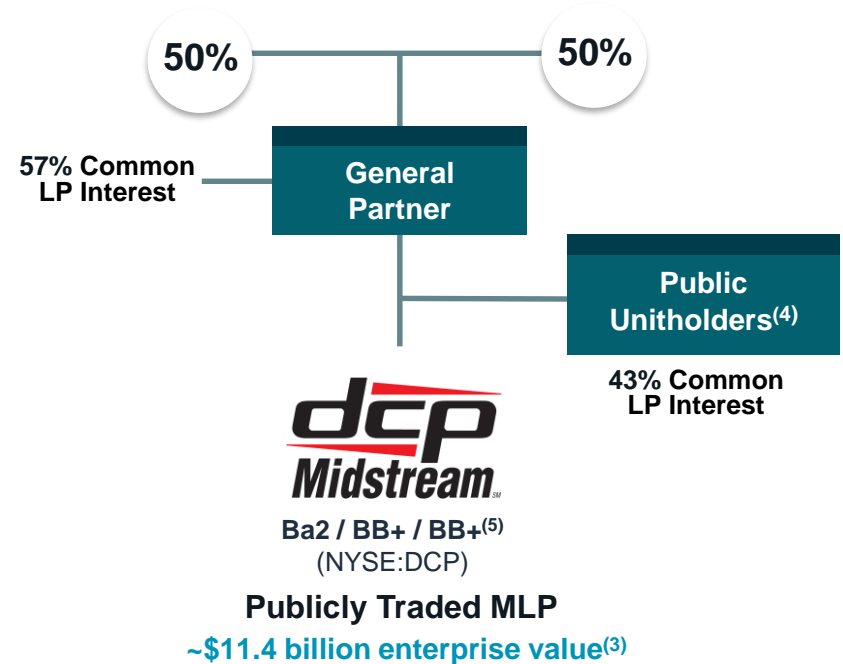 50%
50%
57% Common
LP Interest
General
Partner
Public
Unitholders(4)
43% Common
LP Interest
dcp
Midstream SM
Ba2 / BB+ / BB+(5)
(NYSE:DCP)
Publicly Traded MLP
~$11.4 billion enterprise value(3)